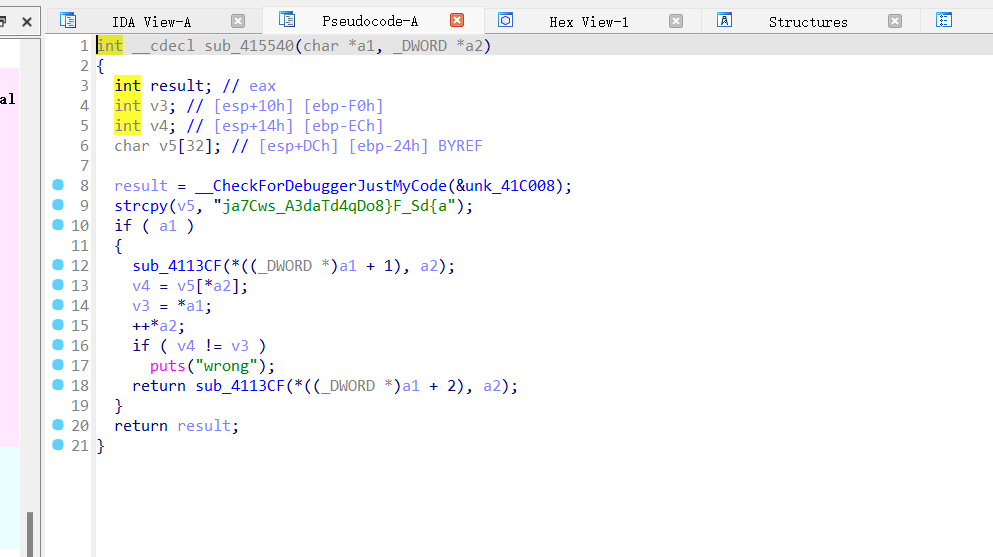 IDA View-A
Pseudocode-A
Hex View-1
Structures
al
1 int __cdecl sub_415540(char *a1, _DWORD *a2)
2 {
3 int result; // eax
4 int v3; // [esp+10h] [ebp-F0h]
5 int v4; // [esp+14h] [ebp-ECh]
6 char v5[32]; // [esp+DCh] [ebp-24h] BYREF
7
8 result = __CheckForDebuggerJustMyCode(&unk_41C008);
9 strcpy(v5, "ja7Cws_A3daTd4qDo8}F_Sd{a");
10 if ( a1 )
11 {
12 sub_4113CF(*((_DWORD *)a1 + 1), a2);
13 v4 = v5[*a2];
14 v3 = *a1;
15 ++*a2;
16 if ( v4 != v3 )
17 puts("wrong");
18 return sub_4113CF(*((_DWORD *)a1 + 2), a2);
19 }
20 return result;
21 }